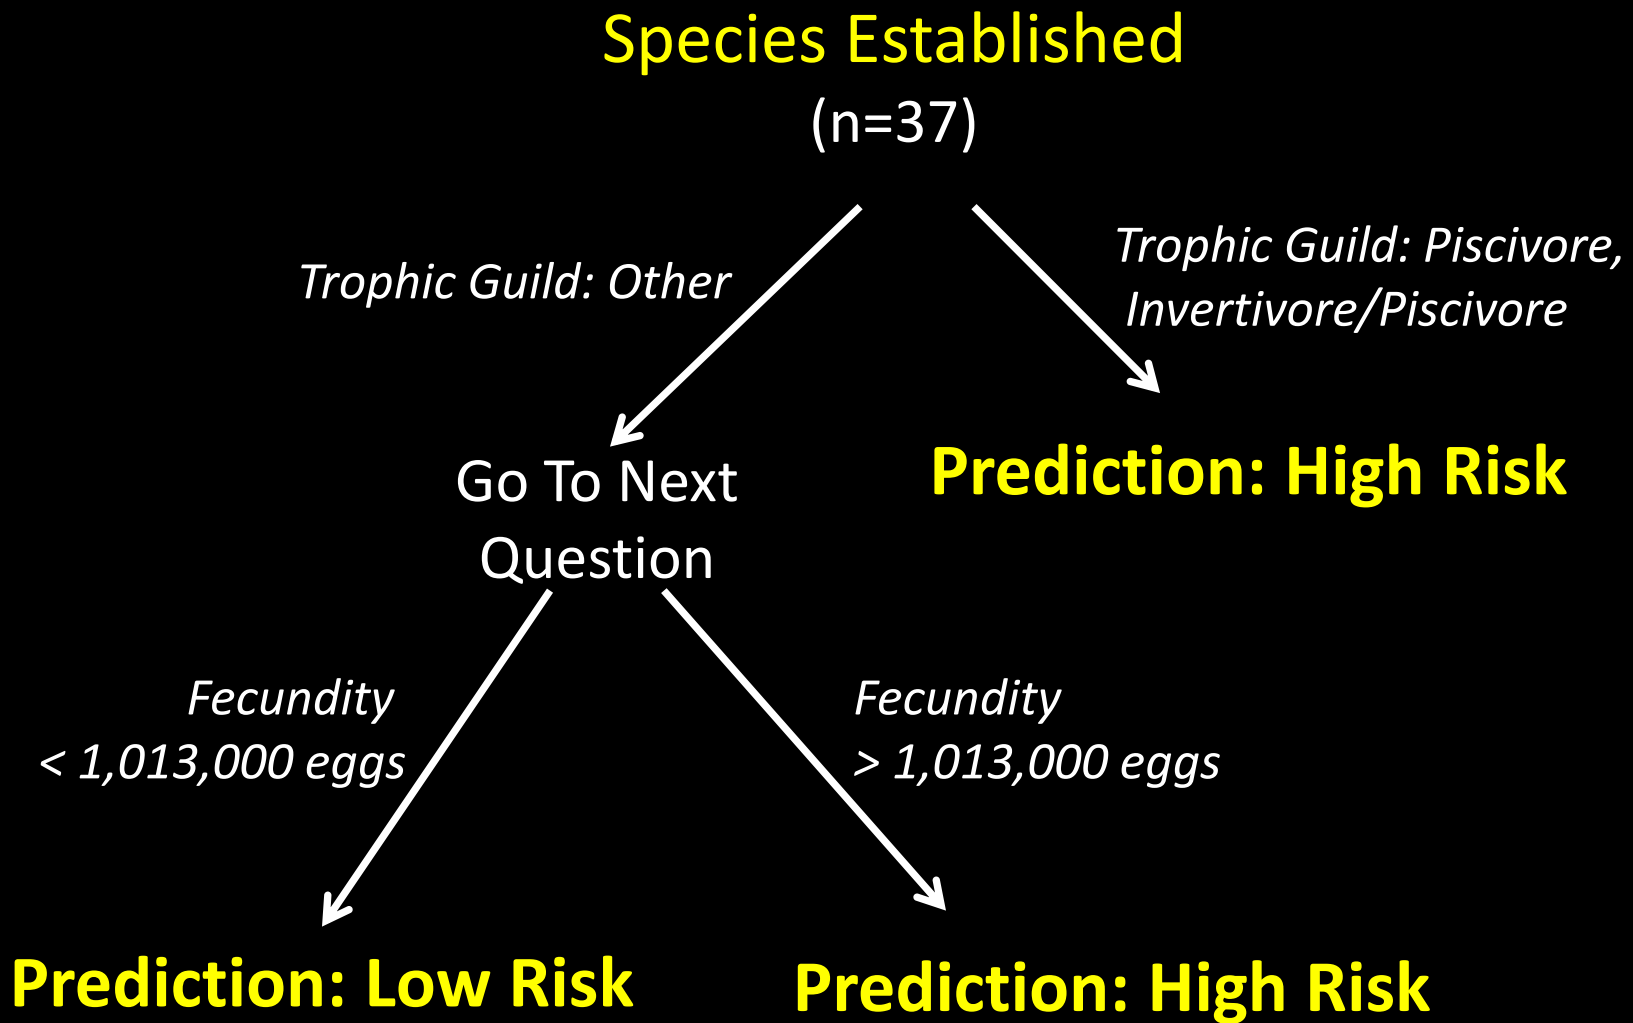 Species Established
(n=37)
Trophic Guild: Other
Trophic Guild: Piscivore,
Invertivore/Piscivore
Go To Next
Question
Prediction: High Risk
Fecundity
< 1,013,000 eggs
Fecundity
> 1,013,000 eggs
Prediction: Low Risk
Prediction: High Risk